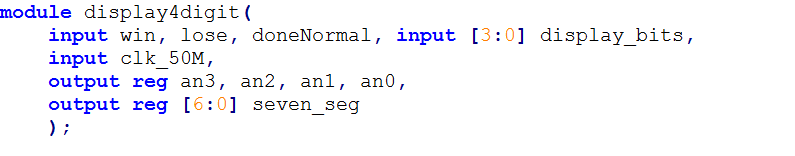 module display4digit(
input win, lose, doneNormal, input [3:0] display_bits,
input clk_50M,
output reg an3, an2, an1, an0,
output reg [6:0] seven_seg
);